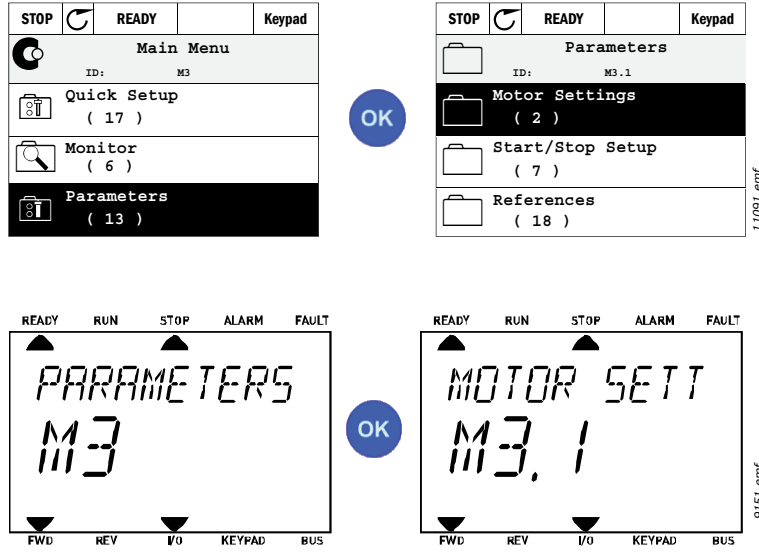 STOP READY Keypad
Main Menu
ID: M3
Quick Setup
( 17 )
Monitor
( 6 )
Parameters
( 13 )
OK
STOP READY Keypad
Parameters
ID: M3.1
Motor Settings
( 2 )
Start/Stop Setup
( 7 )
References
( 18 )
11091.emf
READY RUN STOP ALARM FAULT
PARAMETERS
M3
FWD REV I/O KEYPAD BUS
OK
READY RUN STOP ALARM FAULT
MOTOR SETT
M3.1
FWD REV I/O KEYPAD BUS
9151.emf